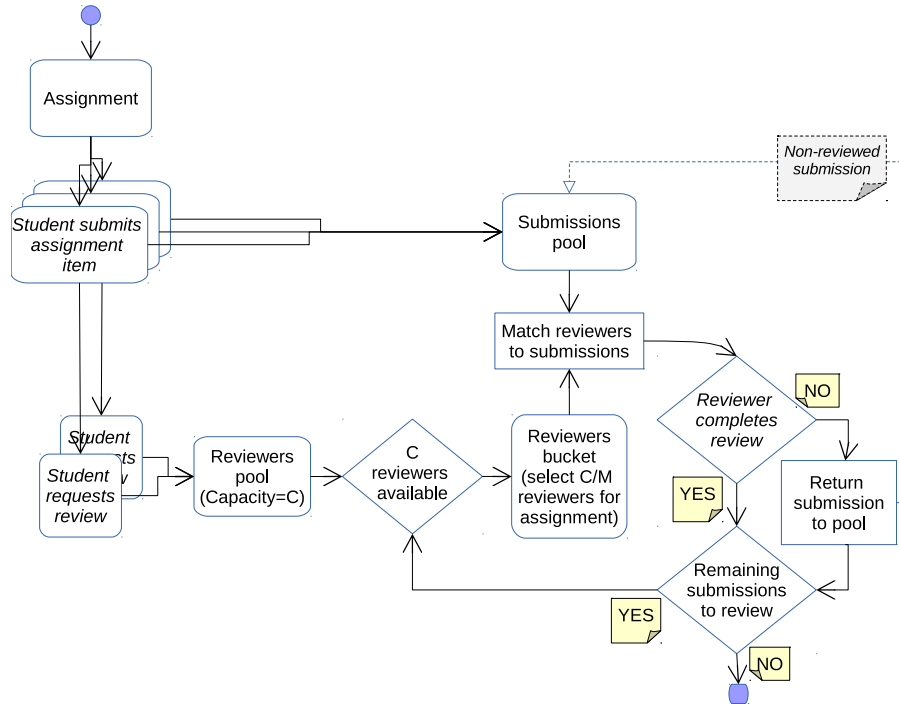 Assignment
Non-reviewed
submission
Student submits
assignment
item
Submissions
pool
Match reviewers
to submissions
NO
Reviewer
completes
review
Student
Student
requests
review
Reviewers
pool
(Capacity=C)
C
reviewers
available
Reviewers
bucket
(select C/M
reviewers for
assignment)
YES
Return
submission
to pool
Remaining
submissions
to review
YES
NO